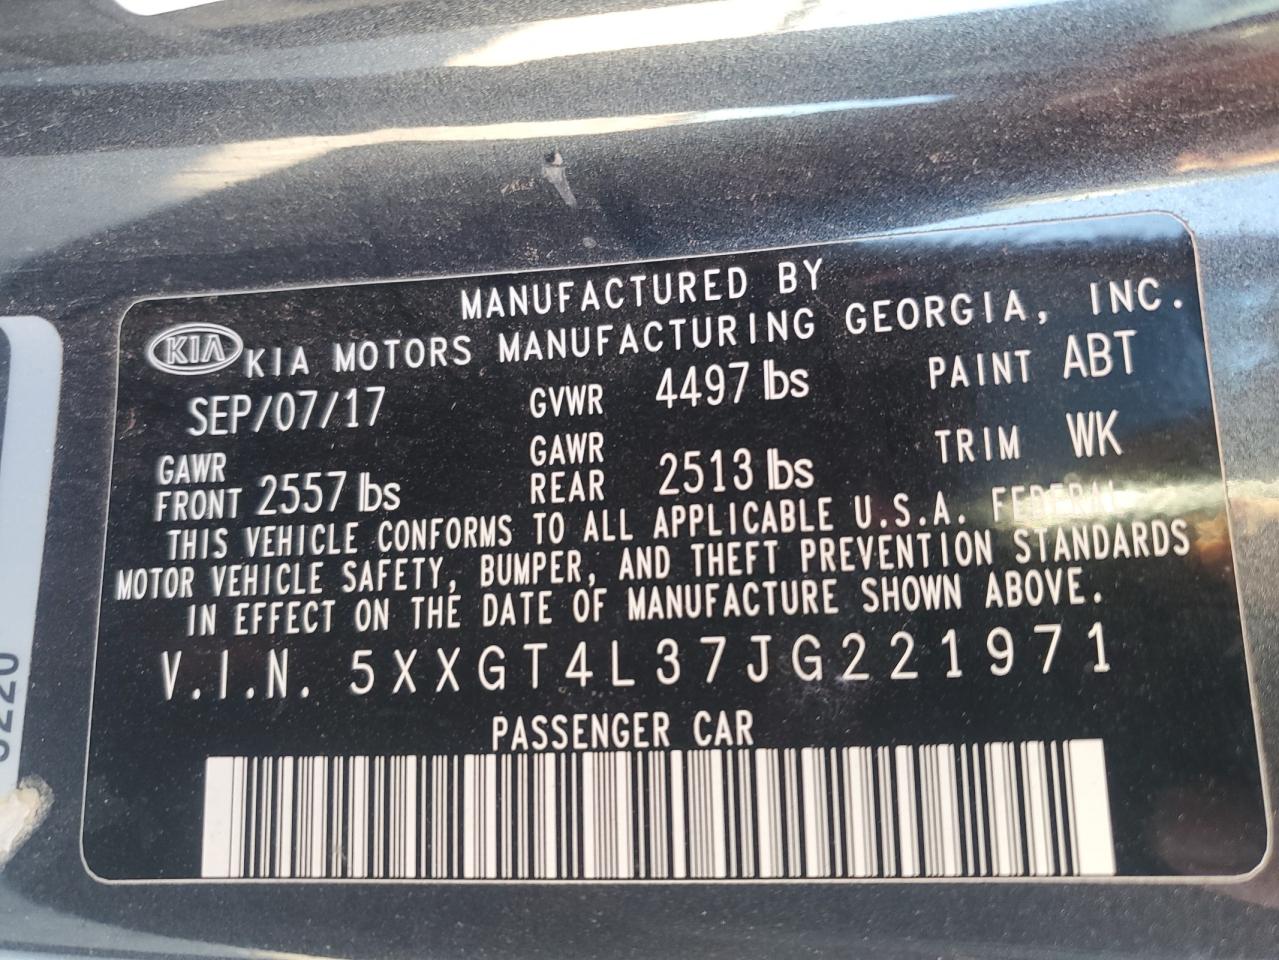 MANUFACTURED BY
KIA KIA MOTORS MANUFACTURING GEORGIA, INC.
SEP/07/17 GVWR 4497 lbs PAINT ABT
GAWR FRONT 2557 lbs GAWR REAR 2513 lbs TRIM WK
THIS VEHICLE CONFORMS TO ALL APPLICABLE U.S.A. FEDERAL
MOTOR VEHICLE SAFETY, BUMPER, AND THEFT PREVENTION STANDARDS
IN EFFECT ON THE DATE OF MANUFACTURE SHOWN ABOVE.
V.I.N. 5XXGT4L37JG221971
PASSENGER CAR